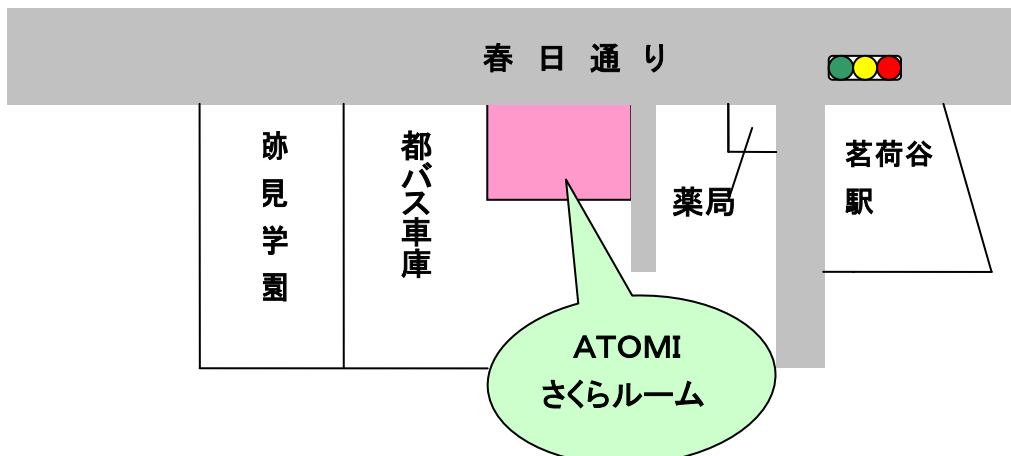 春日通り
跡見学園
都バス車庫
薬局
茗荷谷
駅
ATOMI
さくらルーム